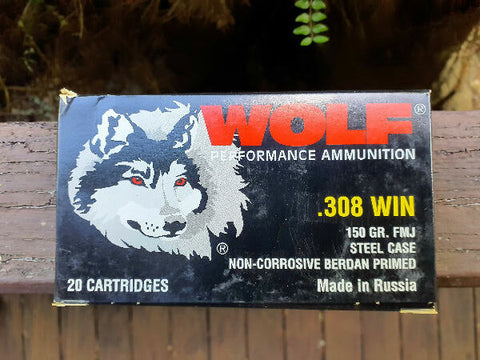 WOLF®
PERFORMANCE AMMUNITION
.308 WIN
150 GR. FMJ
STEEL CASE
NON-CORROSIVE BERDAN PRIMED
®
20 CARTRIDGES Made in Russia